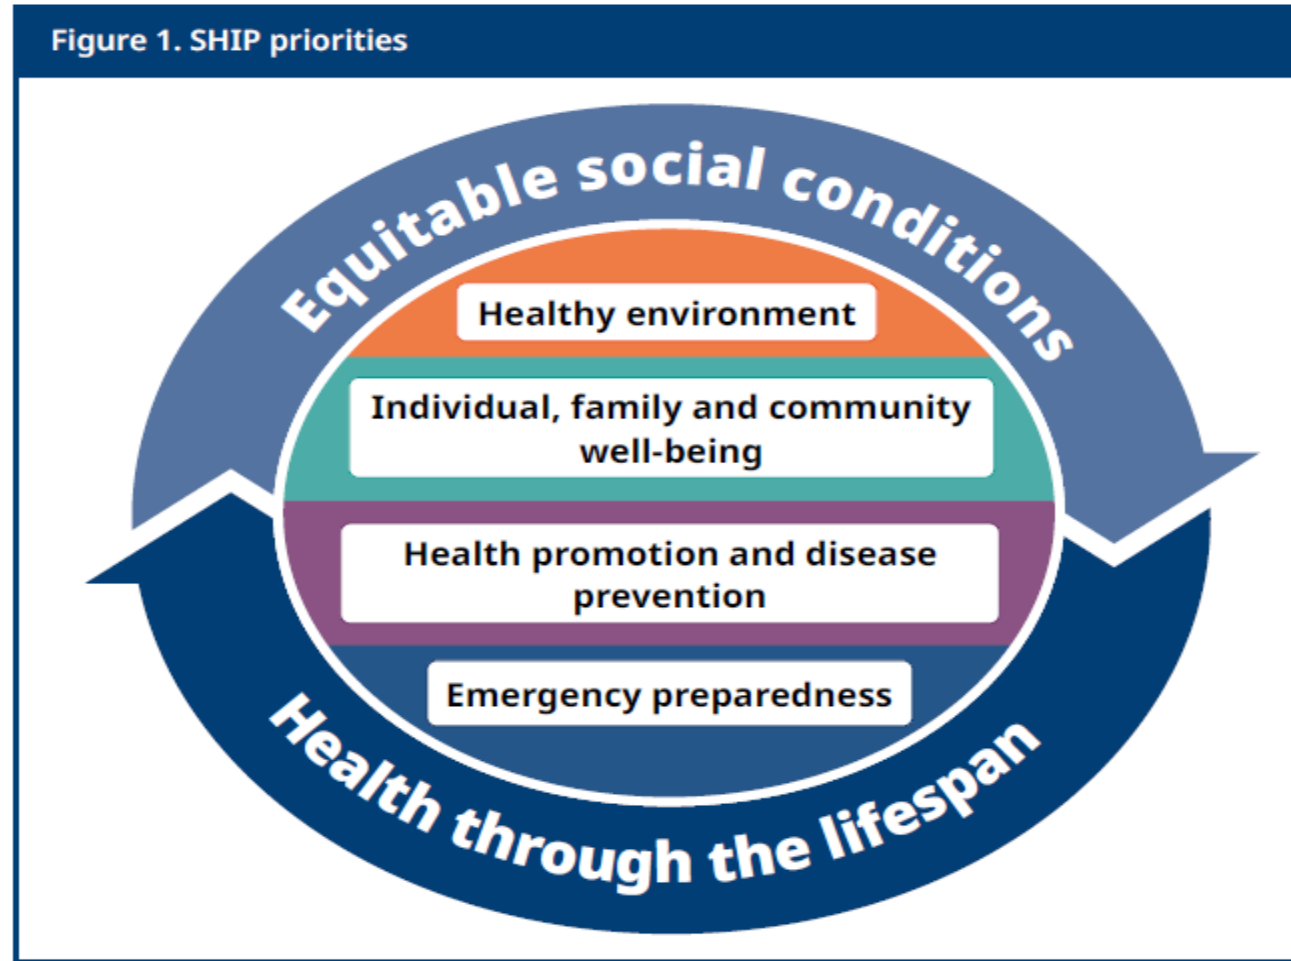 Figure 1. SHIP priorities
Equitable social conditions
Healthy environment
Individual, family and community
well-being
Health promotion and disease
prevention
Emergency preparedness
Health through the lifespan